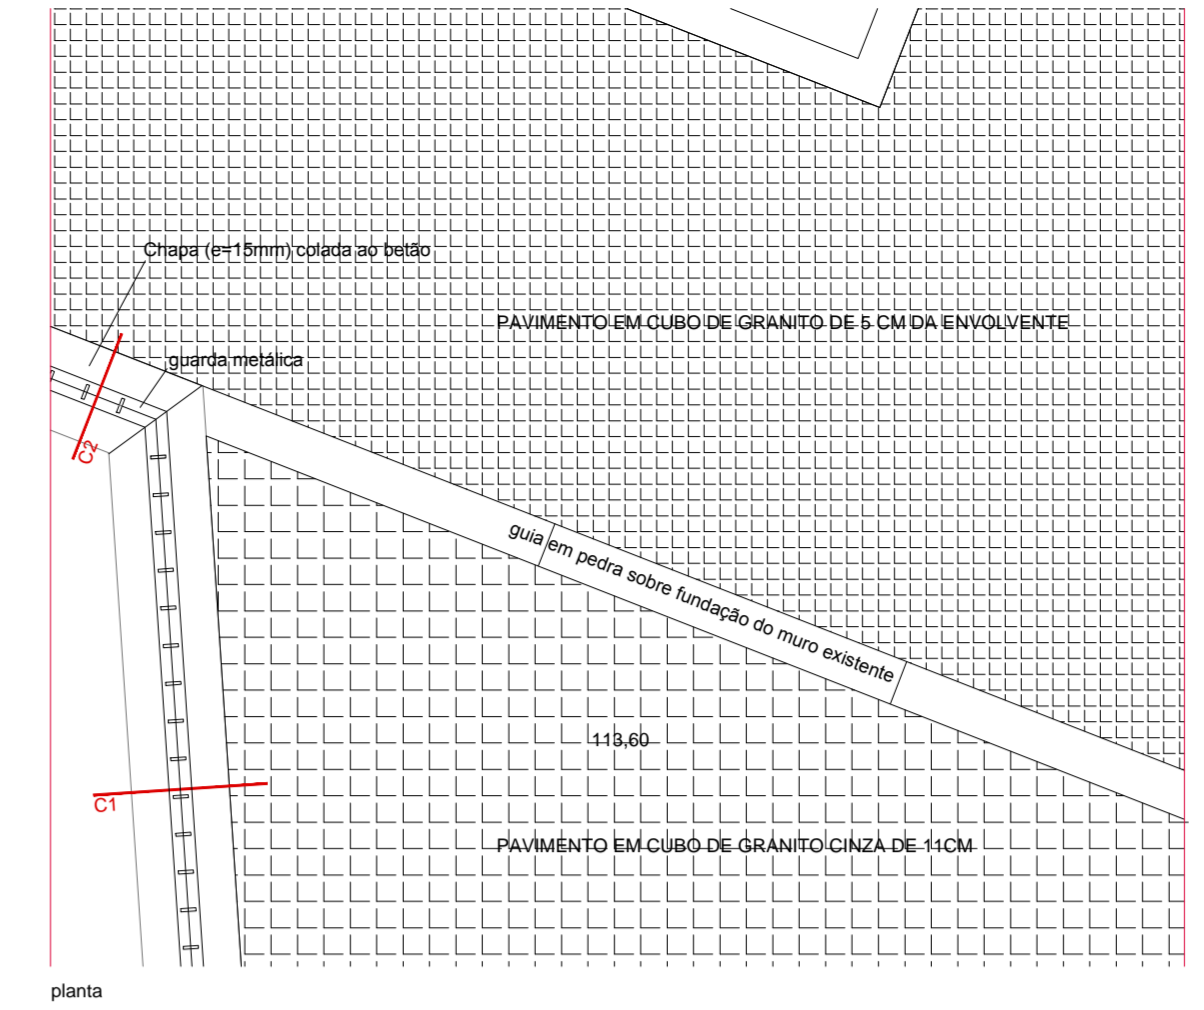 Chapa (e=15mm) colada ao betão
PAVIMENTO EM CUBO DE GRANITO DE 5 CM DA ENVOLVENTE
guarda metálica
C2
guia em pedra sobre fundação do muro existente
113,60
C1
PAVIMENTO EM CUBO DE GRANITO CINZA DE 11CM
planta